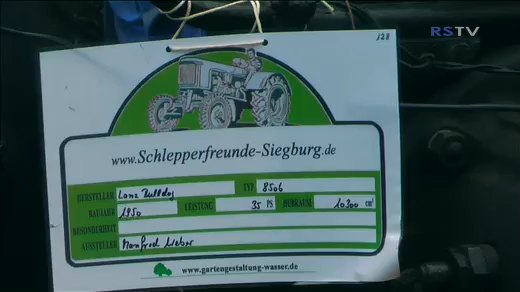 RSTV
128
www.Schlepperfreunde-Siegburg.de
HERSTELLER Lanz Bulldog TYP 8506
BAUJAHR 1950 LEISTUNG 35 PS HUBRAUM 10300 cm³
BESONDERHEIT
AUSSTELLER Manfred Weber
www.gartengestaltung-wasser.de